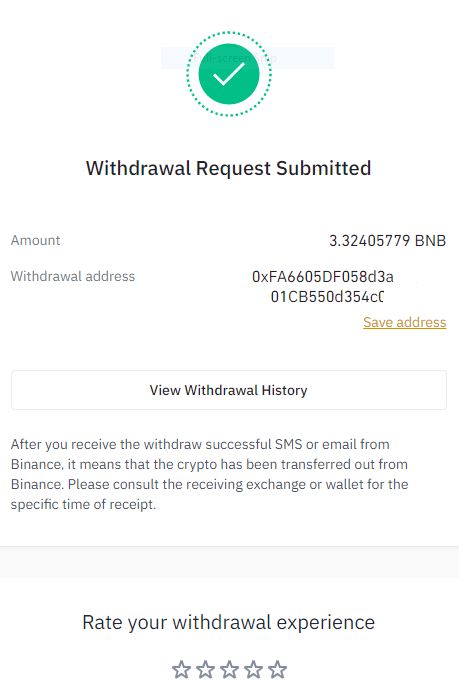 Withdrawal Request Submitted
Amount
3.32405779 BNB
Withdrawal address
0xFA6605DF058d3a
01CB550d354c0
Save address
View Withdrawal History
After you receive the withdraw successful SMS or email from
Binance, it means that the crypto has been transferred out from
Binance. Please consult the receiving exchange or wallet for the
specific time of receipt.
Rate your withdrawal experience